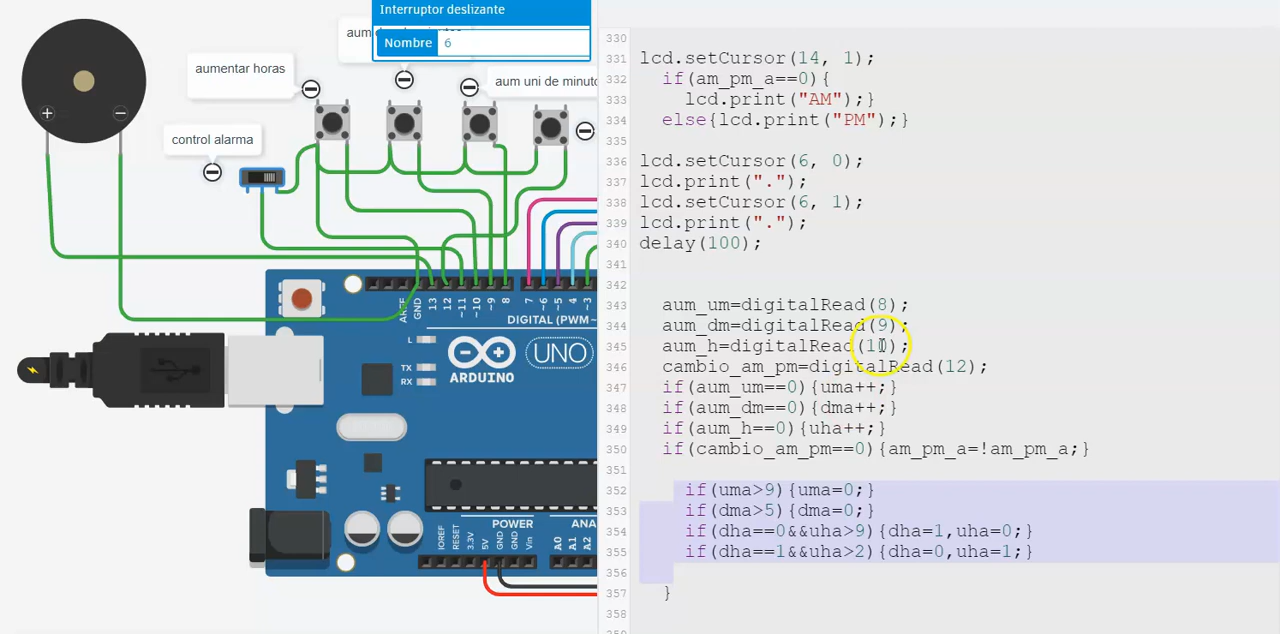 Interruptor deslizante
Nombre 6
aumentar horas
aum uni de minuto
control alarma
+
−
AREF
GND
13
12
~11
~10
~9
8
7
~6
~5
4
~3
DIGITAL (PWM ~
L
TX
RX
UNO
ARDUINO
POWER
ANA
IOREF
RESET
3.3V
5V
GND
GND
Vin
A0
A1
A2
330
331 lcd.setCursor(14, 1);
332 if(am_pm_a==0){
333 lcd.print("AM");}
334 else{lcd.print("PM");}
335
336 lcd.setCursor(6, 0);
337 lcd.print(".");
338 lcd.setCursor(6, 1);
339 lcd.print(".");
340 delay(100);
341
342
343 aum_um=digitalRead(8);
344 aum_dm=digitalRead(9);
345 aum_h=digitalRead(10);
346 cambio_am_pm=digitalRead(12);
347 if(aum_um==0){uma++;}
348 if(aum_dm==0){dma++;}
349 if(aum_h==0){uha++;}
350 if(cambio_am_pm==0){am_pm_a=!am_pm_a;}
351
352 if(uma>9){uma=0;}
353 if(dma>5){dma=0;}
354 if(dha==0&&uha>9){dha=1,uha=0;}
355 if(dha==1&&uha>2){dha=0,uha=1;}
356
357 }
358